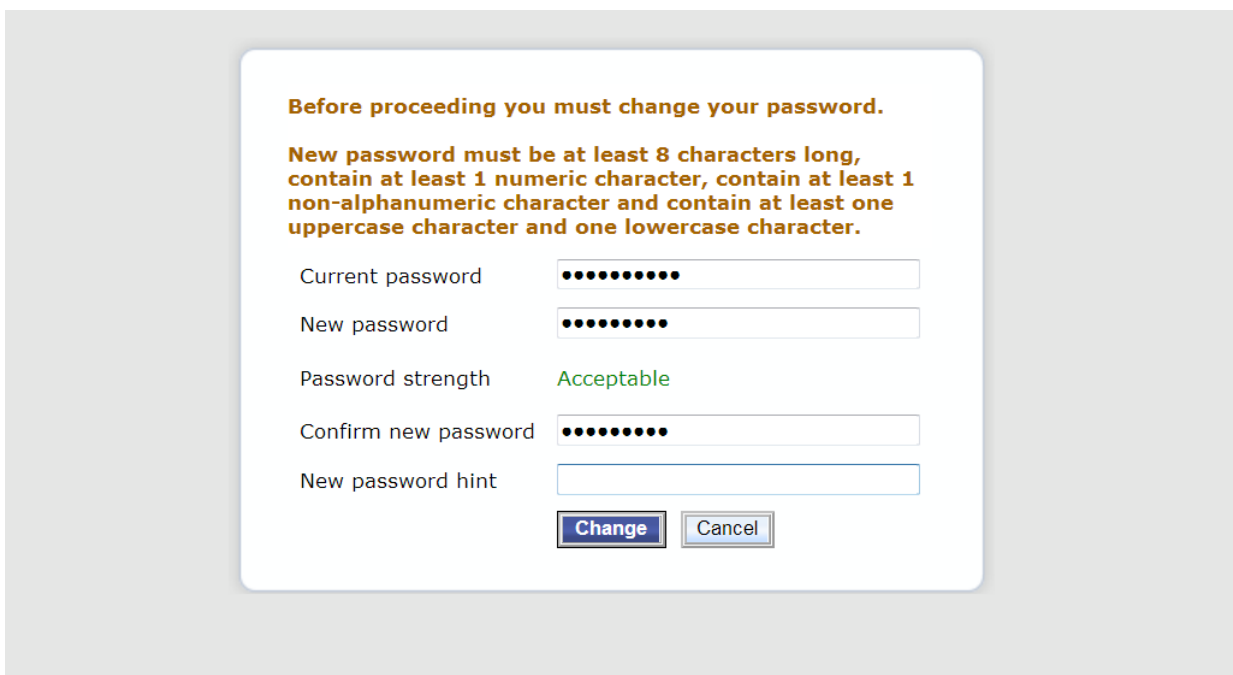 Before proceeding you must change your password.
New password must be at least 8 characters long,
contain at least 1 numeric character, contain at least 1
non-alphanumeric character and contain at least one
uppercase character and one lowercase character.
Current password ••••••••••
New password •••••••••
Password strength Acceptable
Confirm new password •••••••••
New password hint
Change Cancel